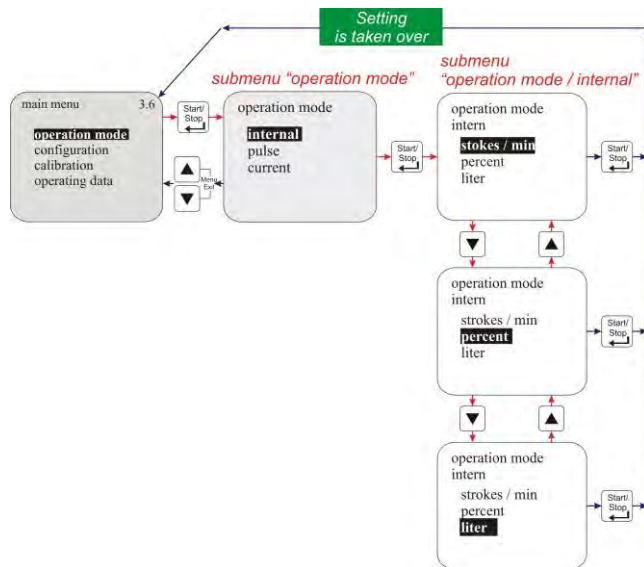 Setting
is taken over
submenu "operation mode"
submenu
"operation mode / internal"
main menu 3.6
operation mode
configuration
calibration
operating data
Start/
Stop
Menu
Exit
operation mode
internal
pulse
current
Start/
Stop
operation mode
intern
stokes / min
percent
liter
Start/
Stop
operation mode
intern
strokes / min
percent
liter
Start/
Stop
operation mode
intern
strokes / min
percent
liter
Start/
Stop